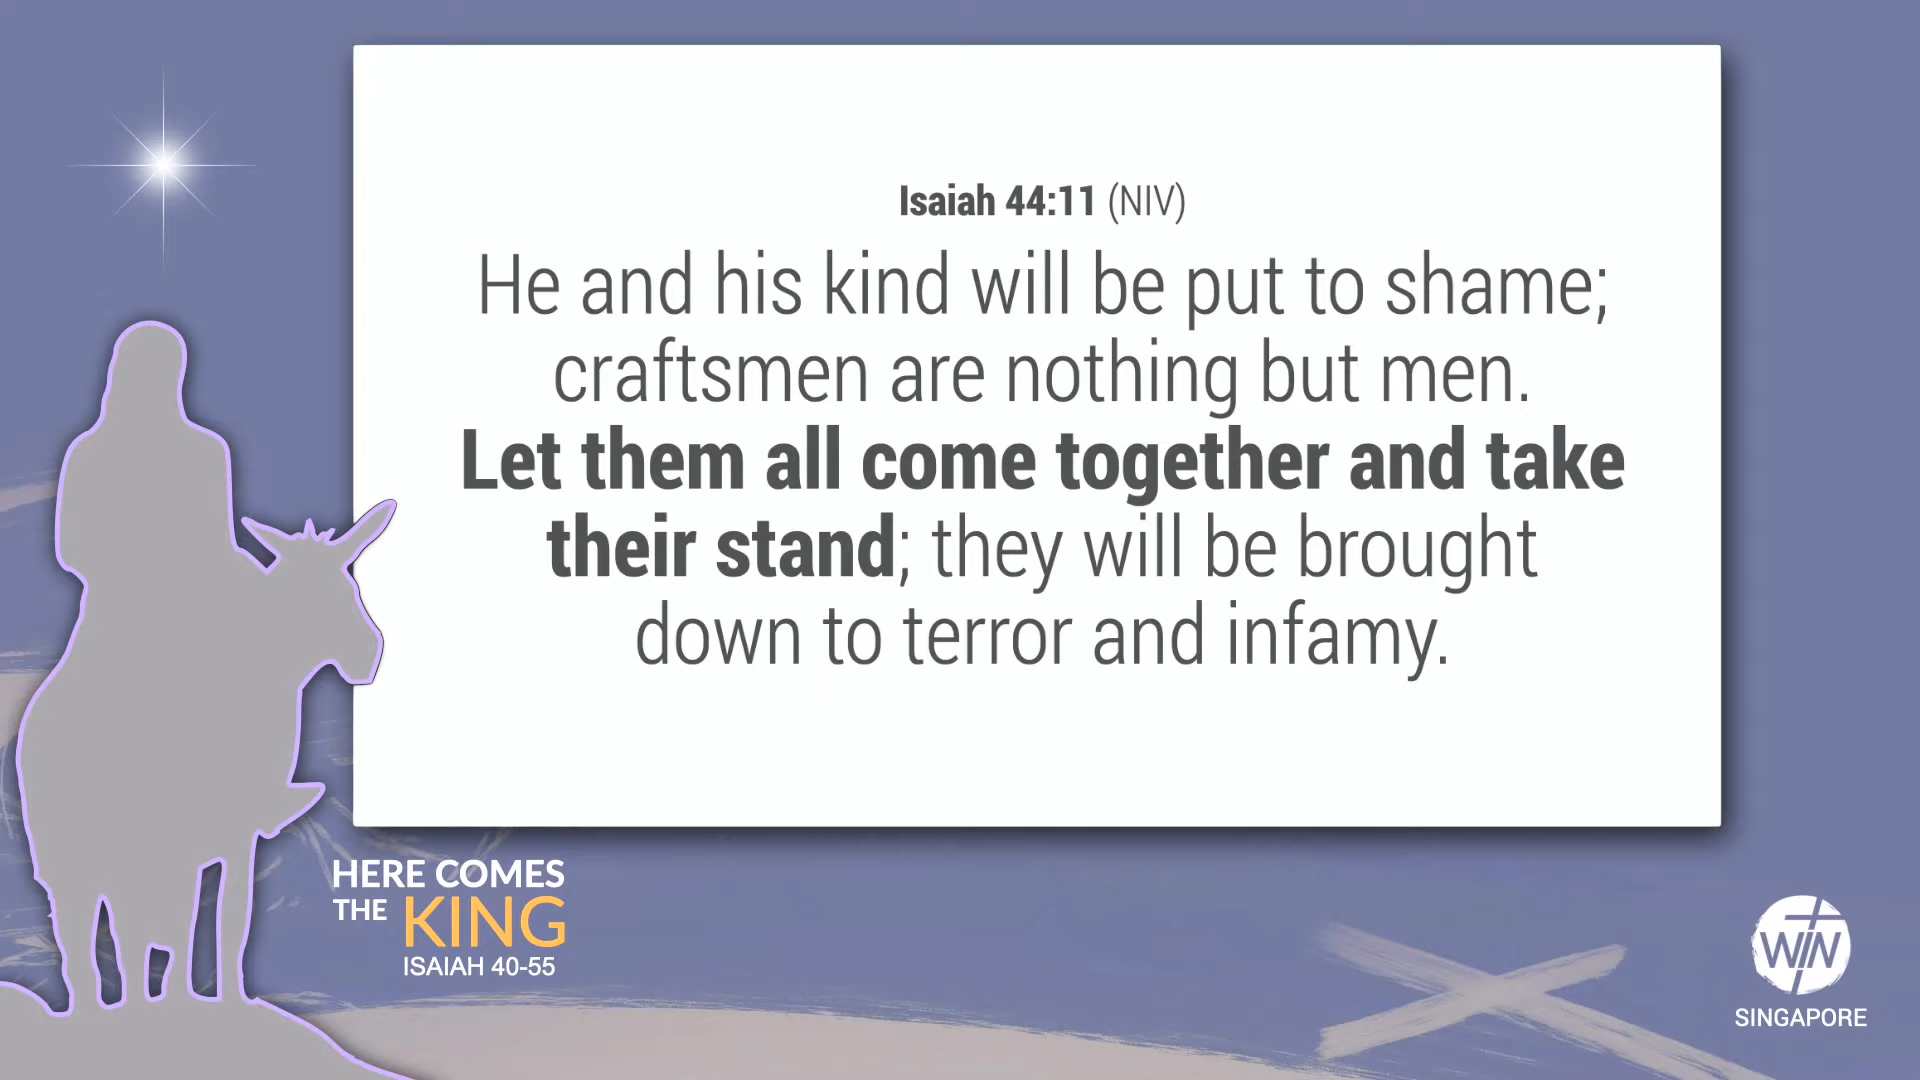 Isaiah 44:11 (NIV)
He and his kind will be put to shame;
craftsmen are nothing but men.
Let them all come together and take
their stand; they will be brought
down to terror and infamy.
HERE COMES
THE KING
ISAIAH 40-55
WIN
SINGAPORE